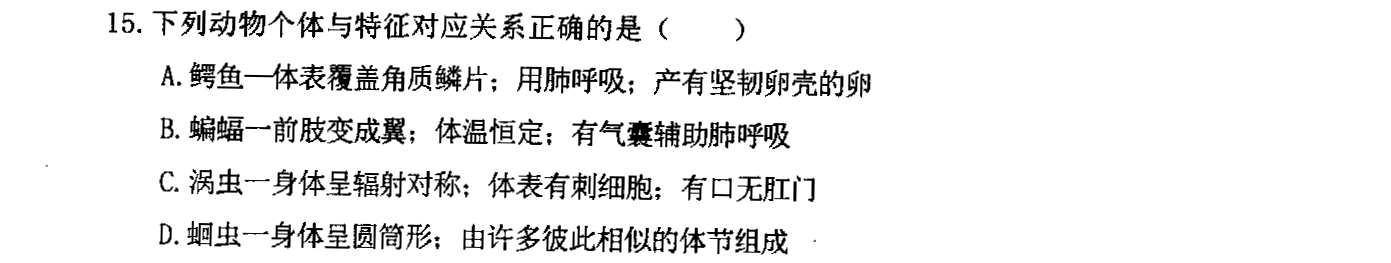 15. 下列动物个体与特征对应关系正确的是（　　）
A. 鳄鱼—体表覆盖角质鳞片；用肺呼吸；产有坚韧卵壳的卵
B. 蝙蝠—前肢变成翼；体温恒定；有气囊辅助肺呼吸
C. 涡虫—身体呈辐射对称；体表有刺细胞；有口无肛门
D. 蛔虫—身体呈圆筒形；由许多彼此相似的体节组成